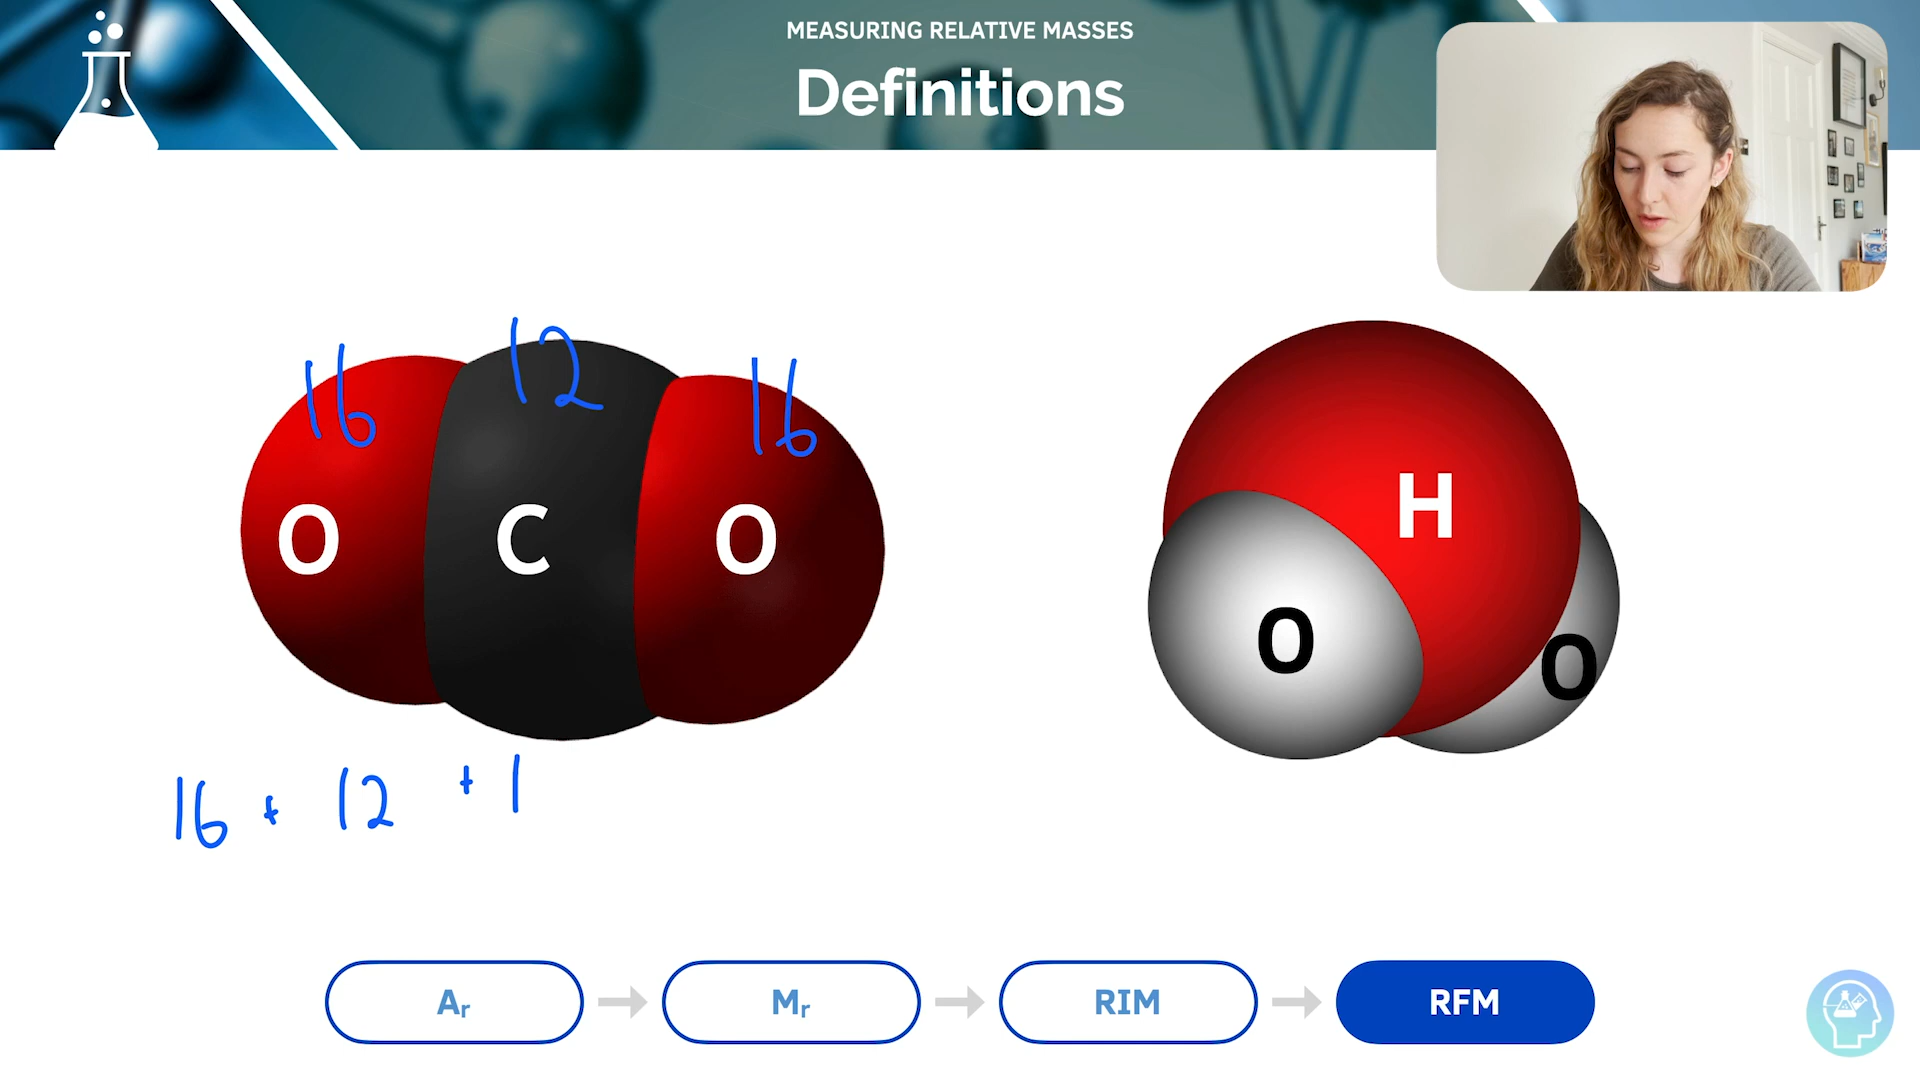 MEASURING RELATIVE MASSES
Definitions
16 12 16
O C O
H
O O
16 + 12 + 1
Ar Mr RIM RFM